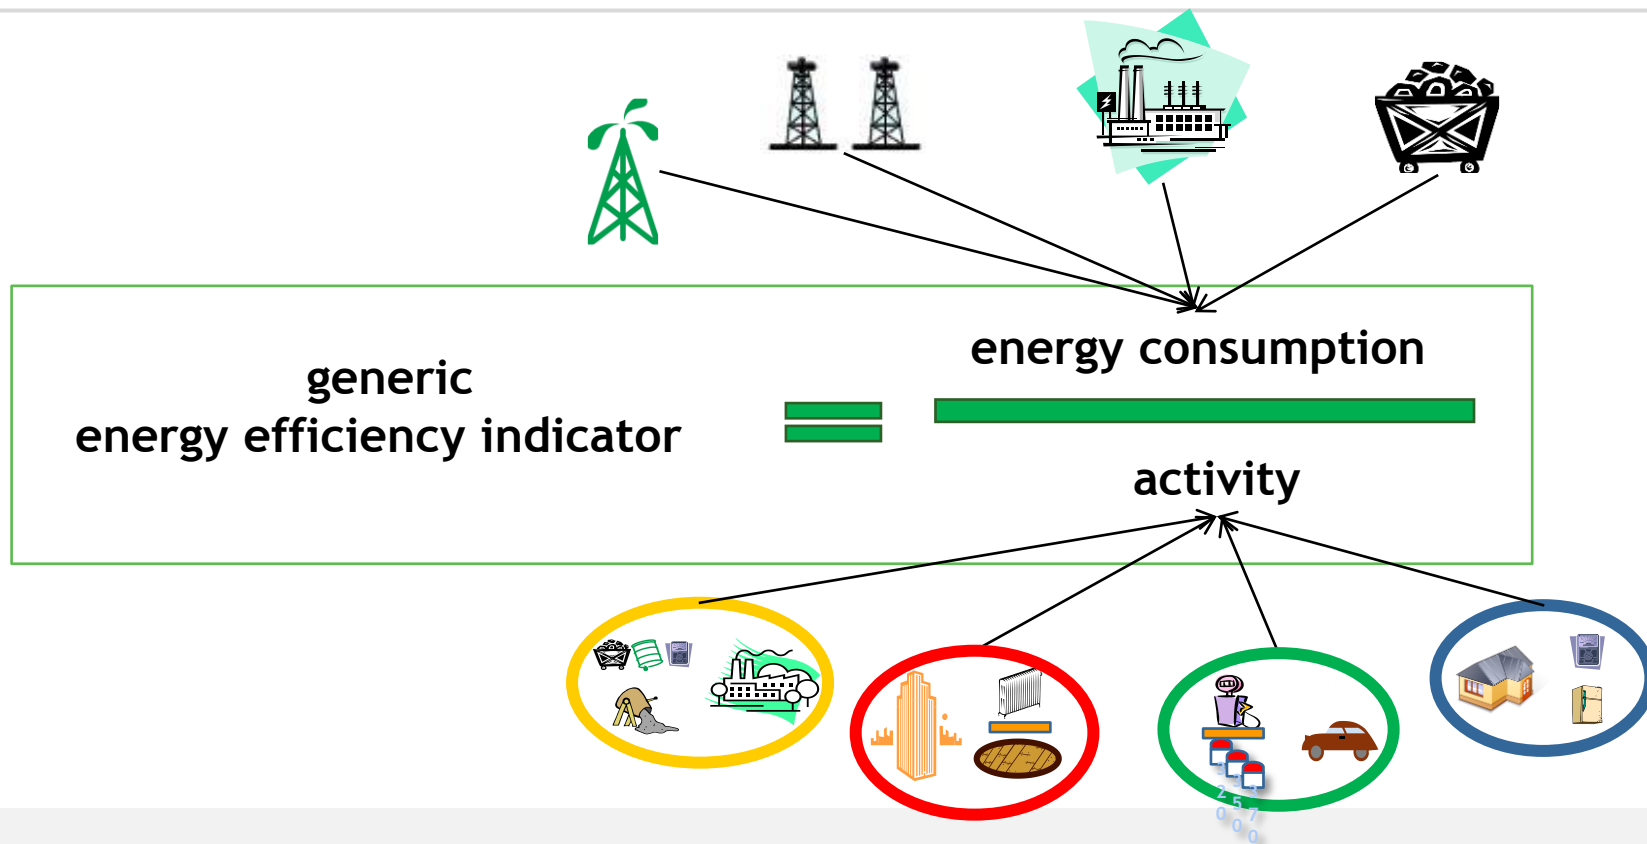 energy consumption
generic
energy efficiency indicator
activity